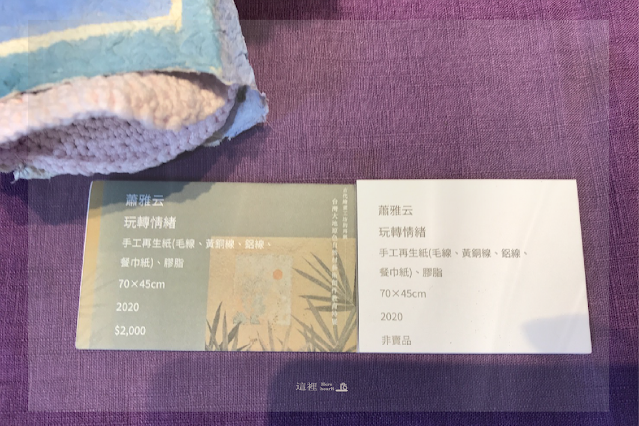 蕭雅云
玩轉情緒
手工再生紙(毛線、黃銅線、鋁線、
餐巾紙)、膠脂
70×45cm
2020
$2,000
蕭雅云
玩轉情緒
手工再生紙(毛線、黃銅線、鋁線、
餐巾紙)、膠脂
70×45cm
2020
非賣品
這裡